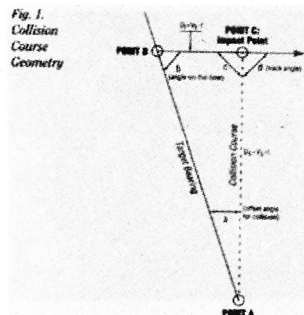 Fig. 1.
Collision
Course
Geometry
POINT C:
Impact Point
POINT B
b
(angle on the bow)
c
d (track angle)
Target Bearing
Collision Course
(offset angle
for collision)
a
POINT A